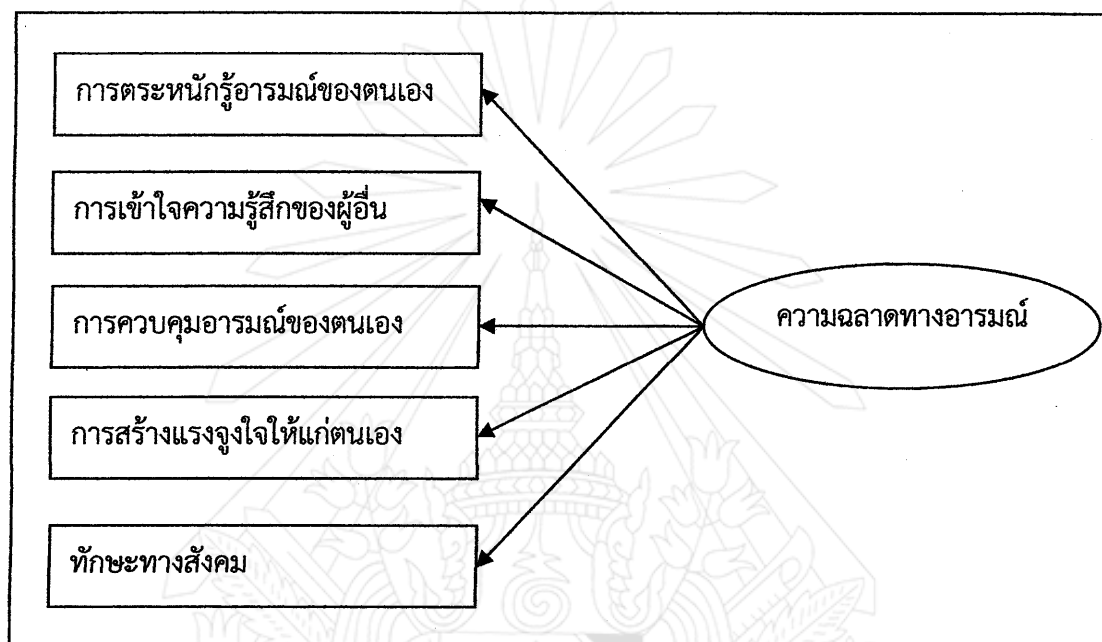 การตระหนักรู้อารมณ์ของตนเอง
การเข้าใจความรู้สึกของผู้อื่น
การควบคุมอารมณ์ของตนเอง
ความฉลาดทางอารมณ์
การสร้างแรงจูงใจให้แก่ตนเอง
ทักษะทางสังคม